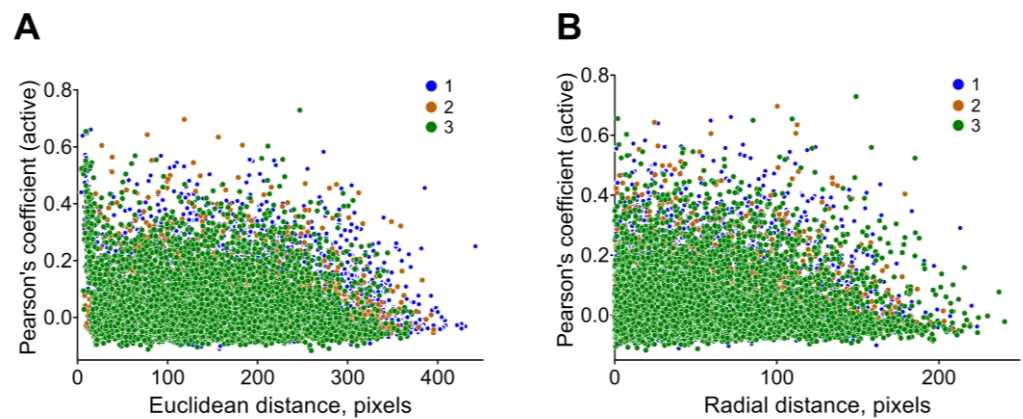 A
Pearson's coefficient (active)
0.8
0.6
0.4
0.2
0.0
0 100 200 300 400
Euclidean distance, pixels
1
2
3
B
Pearson's coefficient (active)
0.8
0.6
0.4
0.2
0.0
0 100 200
Radial distance, pixels
1
2
3